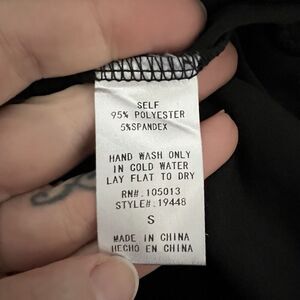 SELF
95% POLYESTER
5%SPANDEX
HAND WASH ONLY
IN COLD WATER
LAY FLAT TO DRY
RN#.105013
STYLE#.19448
S
MADE IN CHINA
HECHO EN CHINA